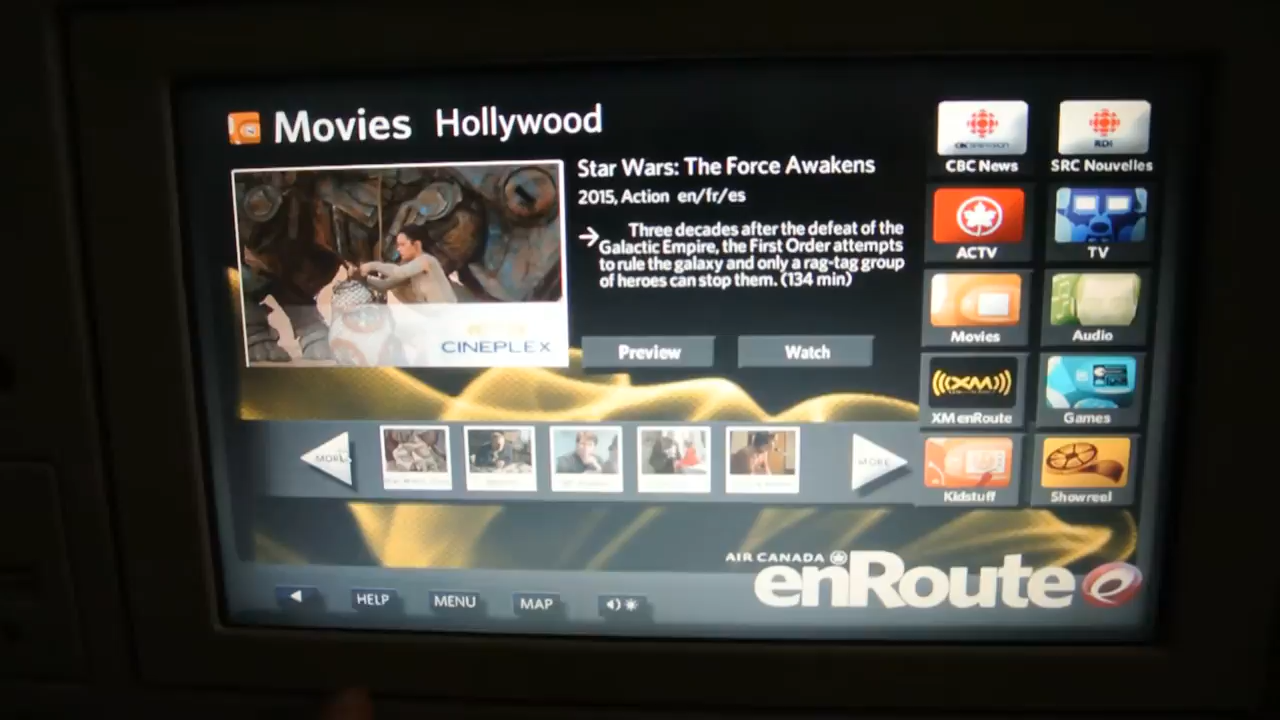 Movies Hollywood
Star Wars: The Force Awakens
2015, Action en/fr/es
Three decades after the defeat of the
Galactic Empire, the First Order attempts
to rule the galaxy and only a rag-tag group
of heroes can stop them. (134 min)
CINEPLEX
Preview
Watch
MORE
MORE
CBC News
SRC Nouvelles
RDI
ACTV
TV
Movies
Audio
((XM))
XM enRoute
Games
Kidstuff
Showreel
AIR CANADA
enRoute e
HELP
MENU
MAP